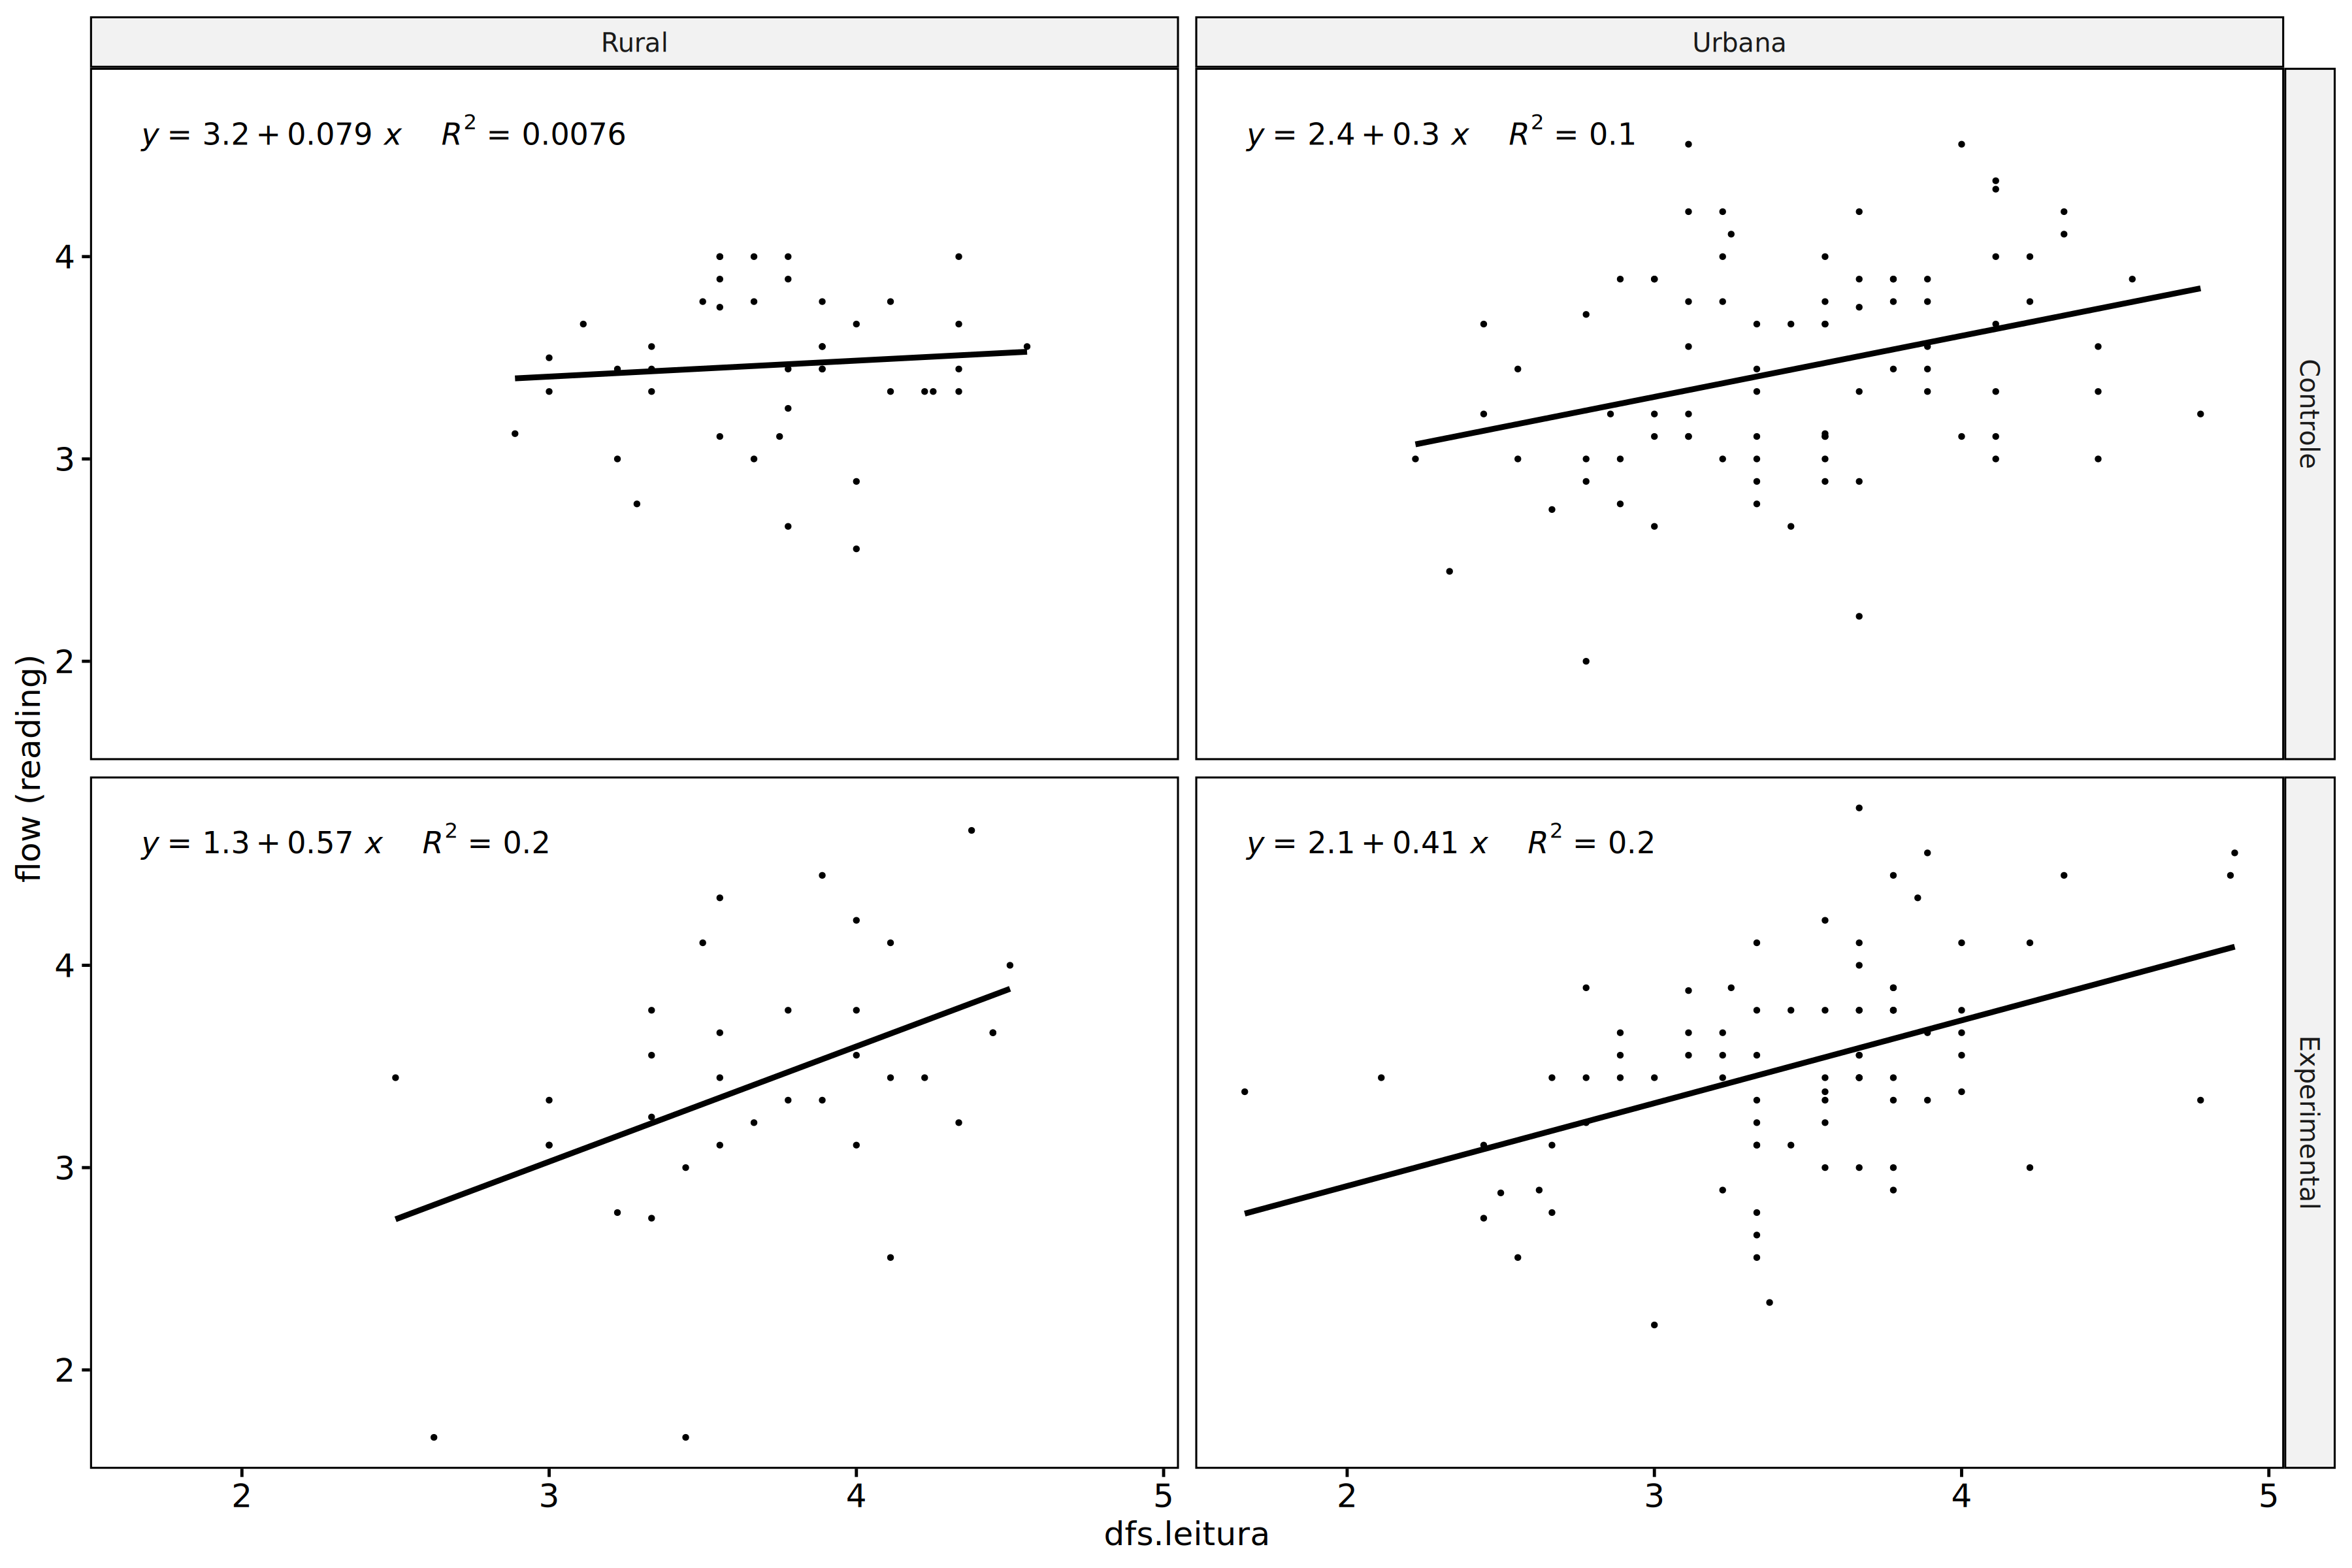 Rural
Urbana
y = 3.2 + 0.079 x R² = 0.0076
y = 2.4 + 0.3 x R² = 0.1
Controle
4
3
2
flow (reading)
y = 1.3 + 0.57 x R² = 0.2
y = 2.1 + 0.41 x R² = 0.2
Experimental
4
3
2
2 3 4 5
2 3 4 5
dfs.leitura